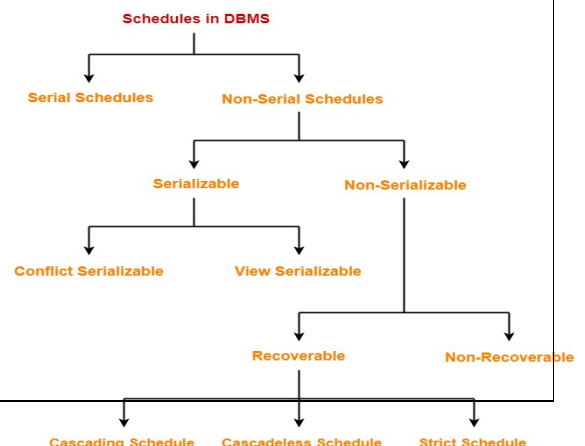 Schedules in DBMS
Serial Schedules
Non-Serial Schedules
Serializable
Non-Serializable
Conflict Serializable
View Serializable
Recoverable
Non-Recoverable
Cascading Schedule
Cascadeless Schedule
Strict Schedule